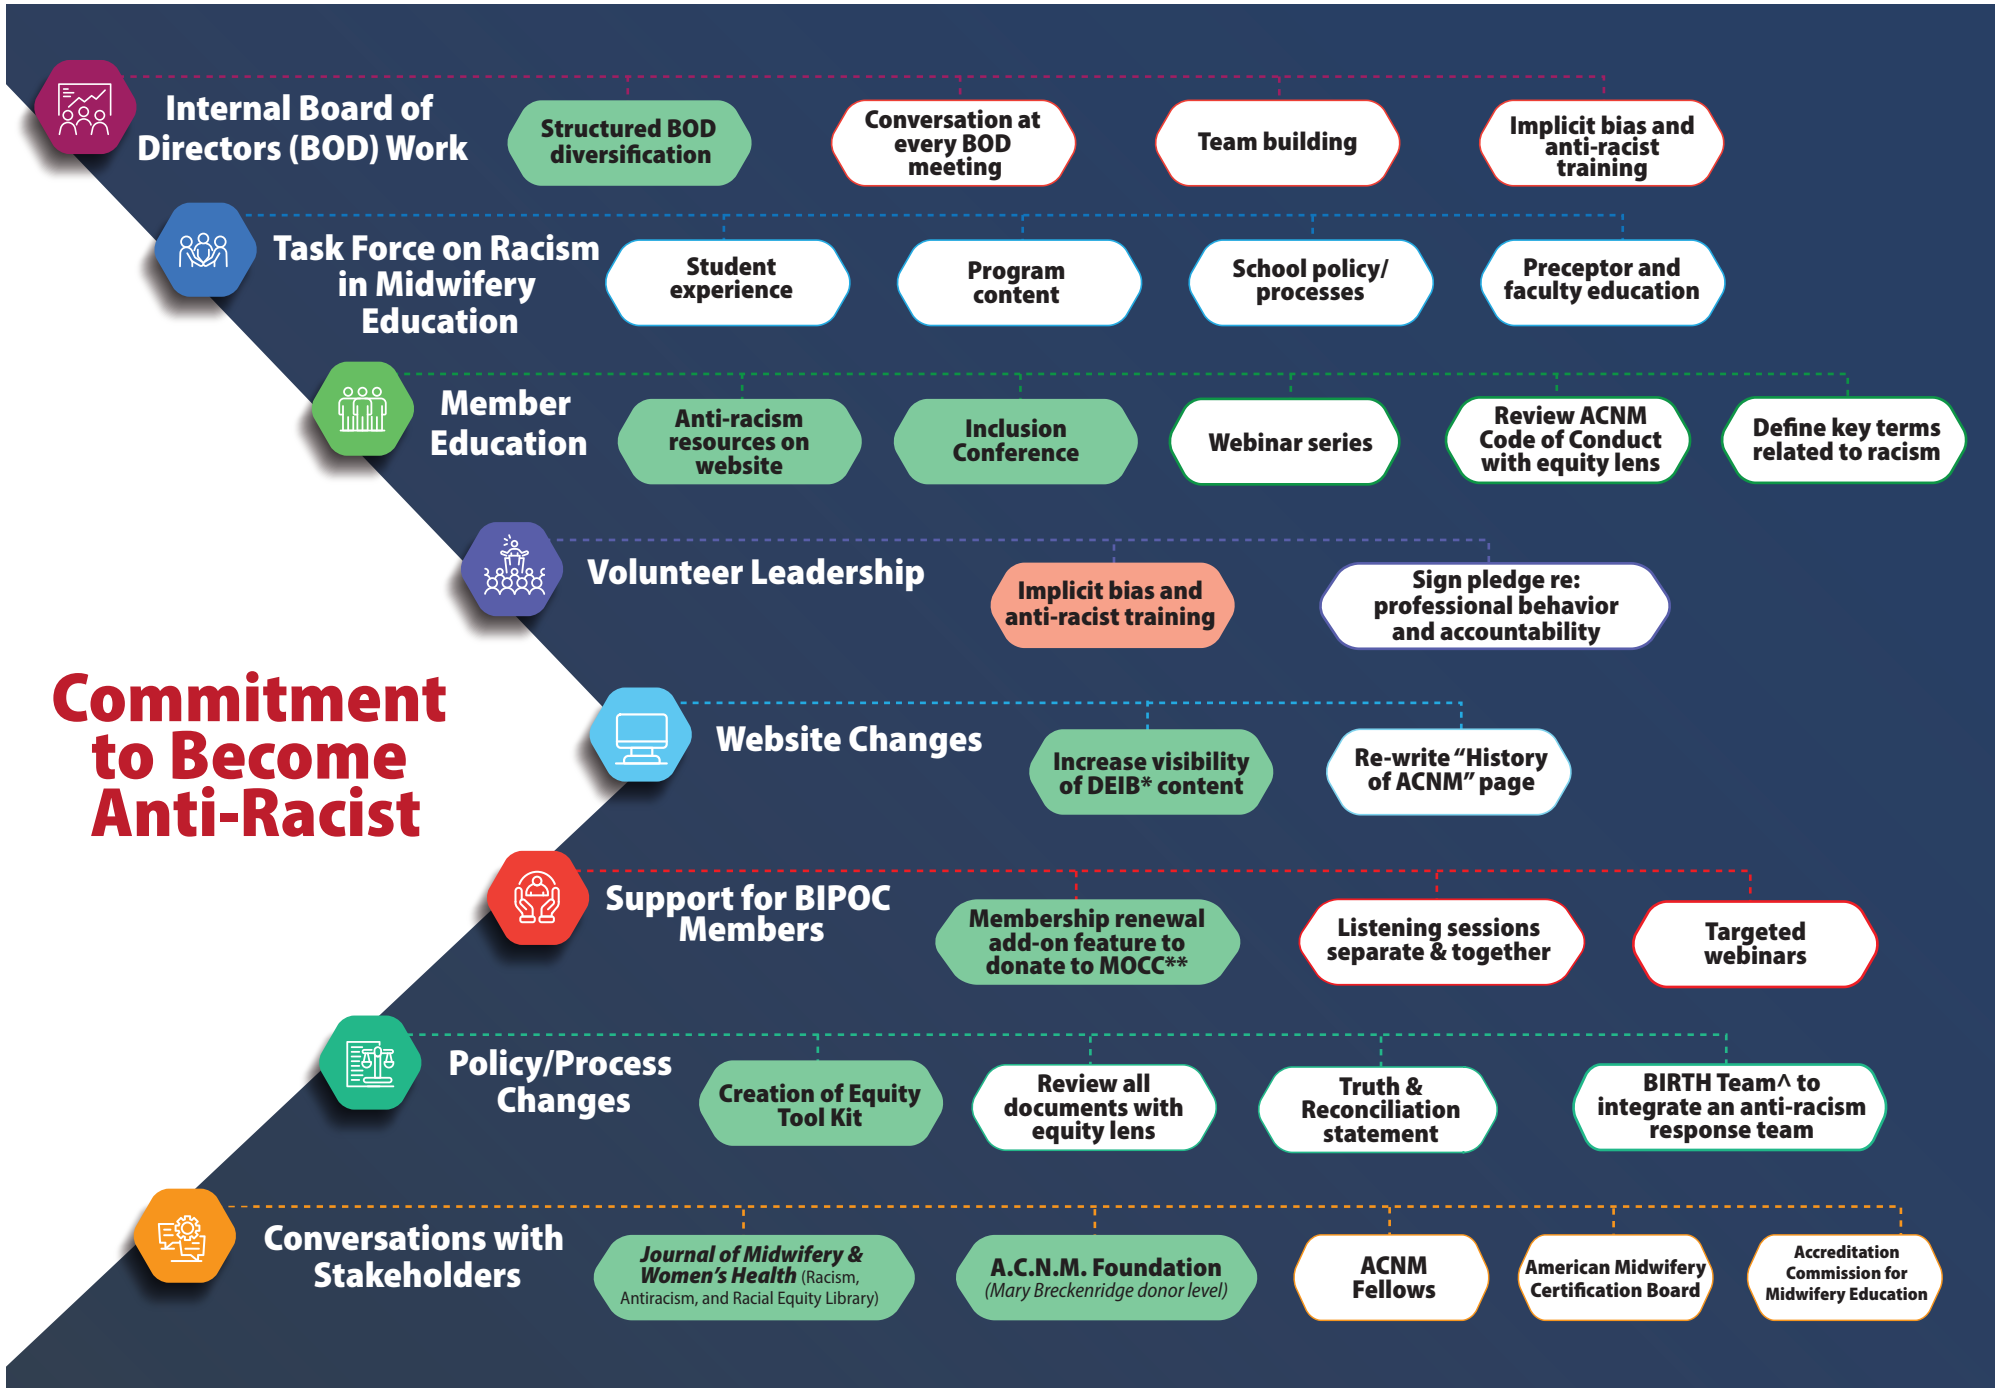 Internal Board of
Directors (BOD) Work
Structured BOD
diversification
Conversation at
every BOD
meeting
Team building
Implicit bias and
anti-racist
training
Task Force on Racism
in Midwifery
Education
Student
experience
Program
content
School policy/
processes
Preceptor and
faculty education
Member
Education
Anti-racism
resources on
website
Inclusion
Conference
Webinar series
Review ACNM
Code of Conduct
with equity lens
Define key terms
related to racism
Volunteer Leadership
Implicit bias and
anti-racist training
Sign pledge re:
professional behavior
and accountability
Commitment
to Become
Anti-Racist
Website Changes
Increase visibility
of DEIB* content
Re-write “History
of ACNM” page
Support for BIPOC
Members
Membership renewal
add-on feature to
donate to MOCC**
Listening sessions
separate & together
Targeted
webinars
Policy/Process
Changes
Creation of Equity
Tool Kit
Review all
documents with
equity lens
Truth &
Reconciliation
statement
BIRTH Team^ to
integrate an anti-racism
response team
Conversations with
Stakeholders
Journal of Midwifery &
Women’s Health (Racism,
Antiracism, and Racial Equity Library)
A.C.N.M. Foundation
(Mary Breckenridge donor level)
ACNM
Fellows
American Midwifery
Certification Board
Accreditation
Commission for
Midwifery Education